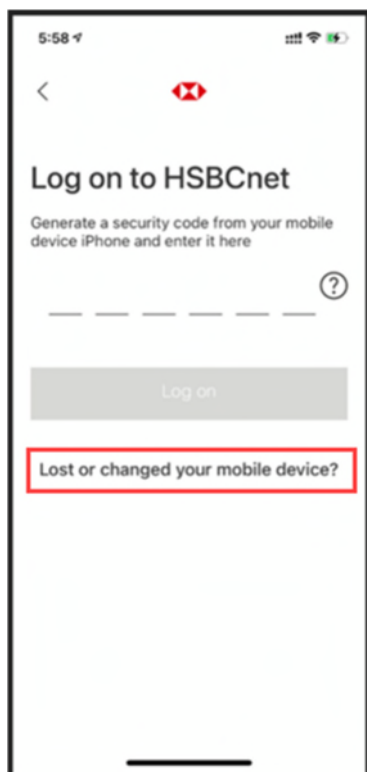 5:58
Log on to HSBCnet
Generate a security code from your mobile
device iPhone and enter it here
?
Log on
Lost or changed your mobile device?